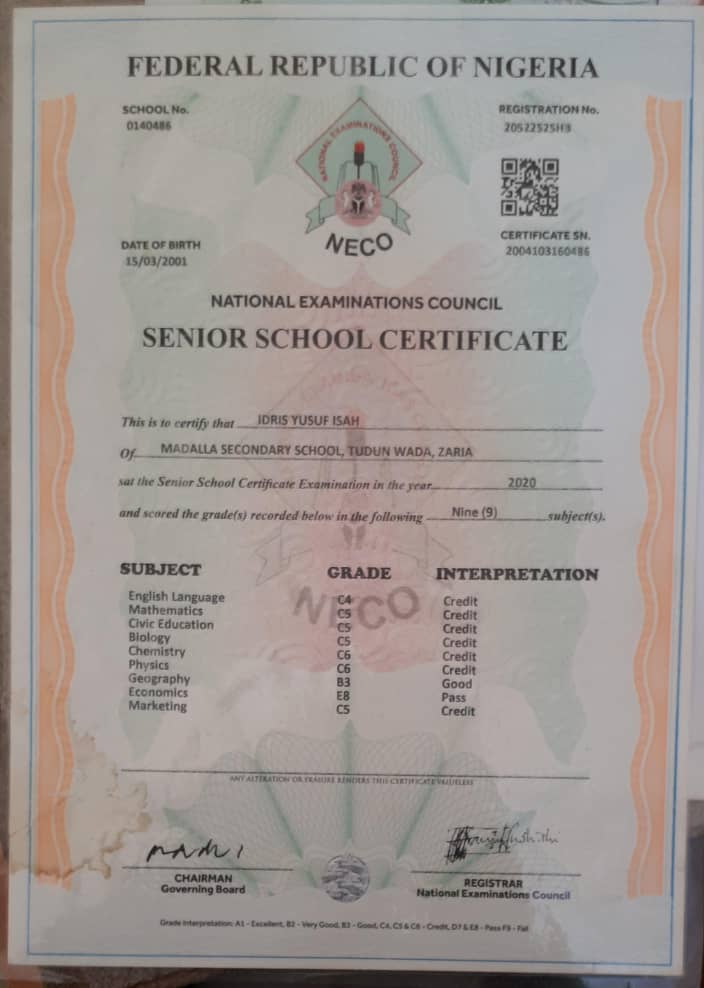 FEDERAL REPUBLIC OF NIGERIA
SCHOOL No.
0140486
REGISTRATION No.
20522525HB
NATIONAL EXAMINATIONS COUNCIL
NECO
DATE OF BIRTH
15/03/2001
CERTIFICATE SN.
2004103160486
NATIONAL EXAMINATIONS COUNCIL
SENIOR SCHOOL CERTIFICATE
This is to certify that IDRIS YUSUF ISAH
Of MADALLA SECONDARY SCHOOL, TUDUN WADA, ZARIA
sat the Senior School Certificate Examination in the year 2020
and scored the grade(s) recorded below in the following Nine (9) subject(s).
SUBJECT GRADE INTERPRETATION
English Language C4 Credit
Mathematics C5 Credit
Civic Education C5 Credit
Biology C5 Credit
Chemistry C6 Credit
Physics C6 Credit
Geography B3 Good
Economics E8 Pass
Marketing C5 Credit
NECO
ANY ALTERATION OR ERASURE RENDERS THIS CERTIFICATE VALUELESS
CHAIRMAN
Governing Board
REGISTRAR
National Examinations Council
Grade Interpretation: A1 - Excellent, B2 - Very Good, B3 - Good, C4, C5 & C6 - Credit, D7 & E8 - Pass F9 - Fail